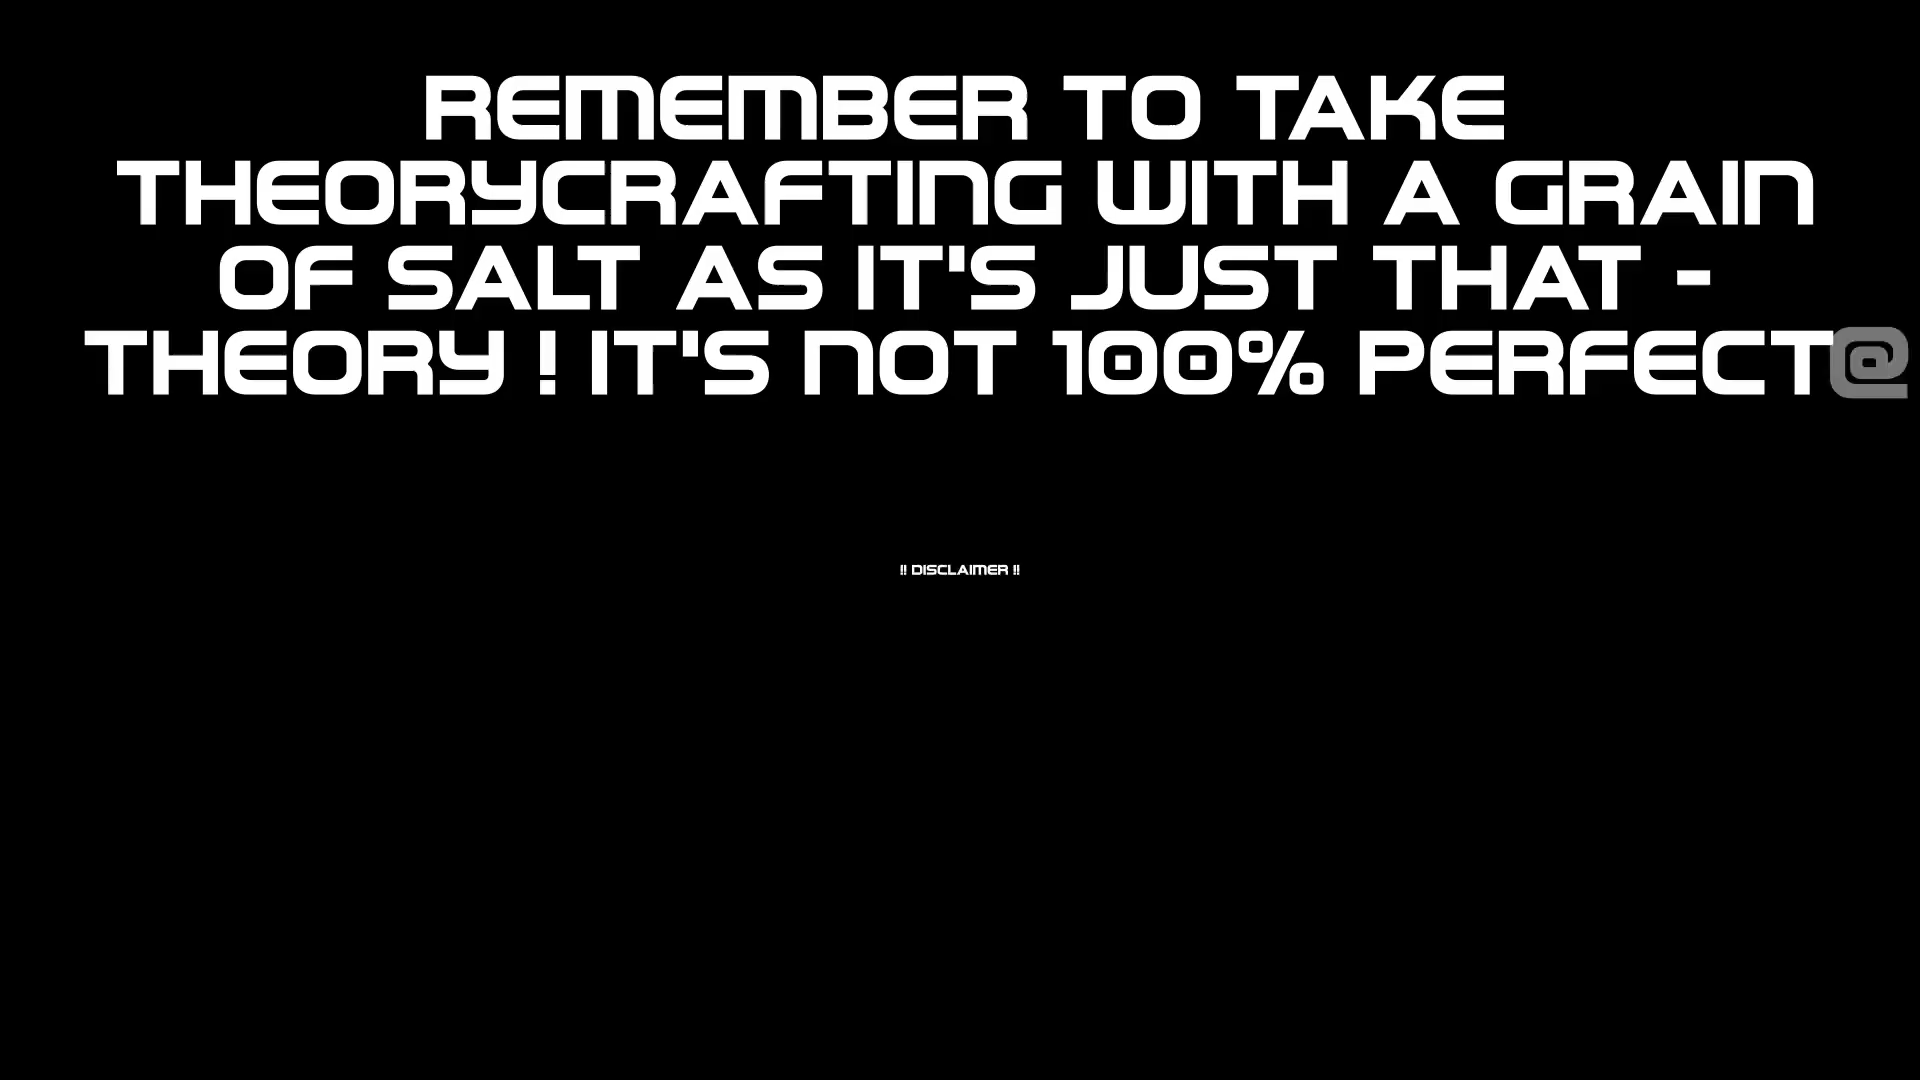 REMEMBER TO TAKE
THEORYCRAFTING WITH A GRAIN
OF SALT AS IT'S JUST THAT -
THEORY ! IT'S NOT 100% PERFECT@
!! DISCLAIMER !!